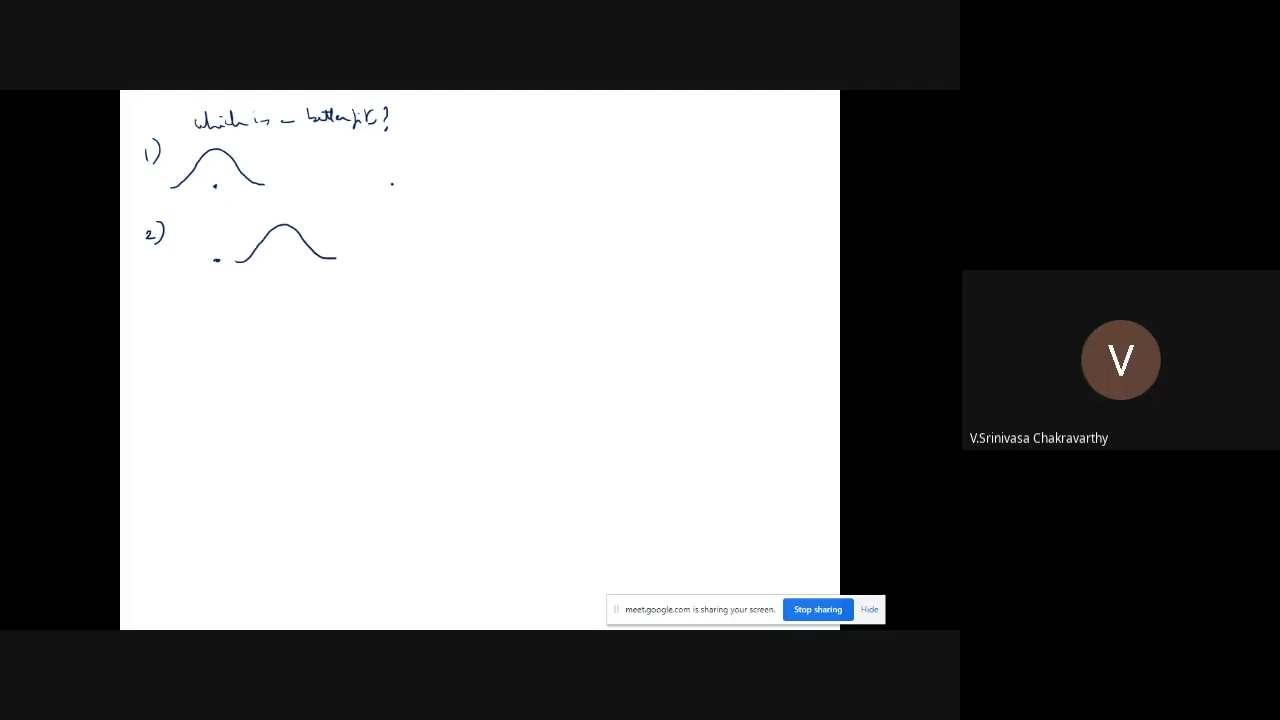 which is a better fit?
1)
2)
V
V.Srinivasa Chakravarthy
meet.google.com is sharing your screen.
Stop sharing
Hide